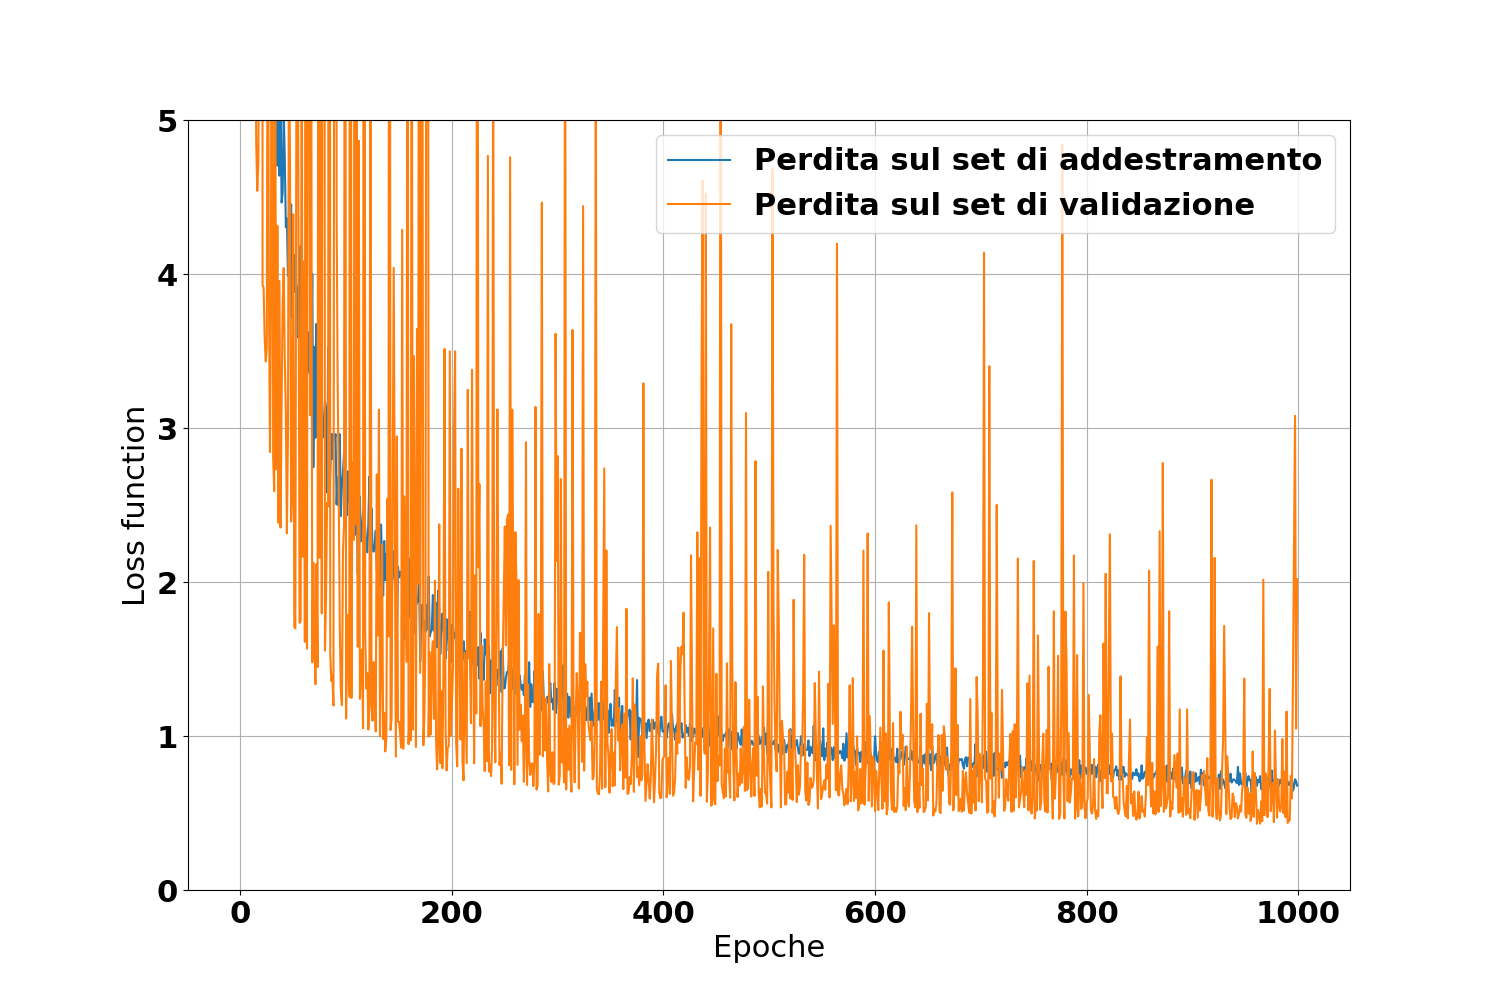 Perdita sul set di addestramento
Perdita sul set di validazione
Loss function
5
4
3
2
1
0
0 200 400 600 800 1000
Epoche